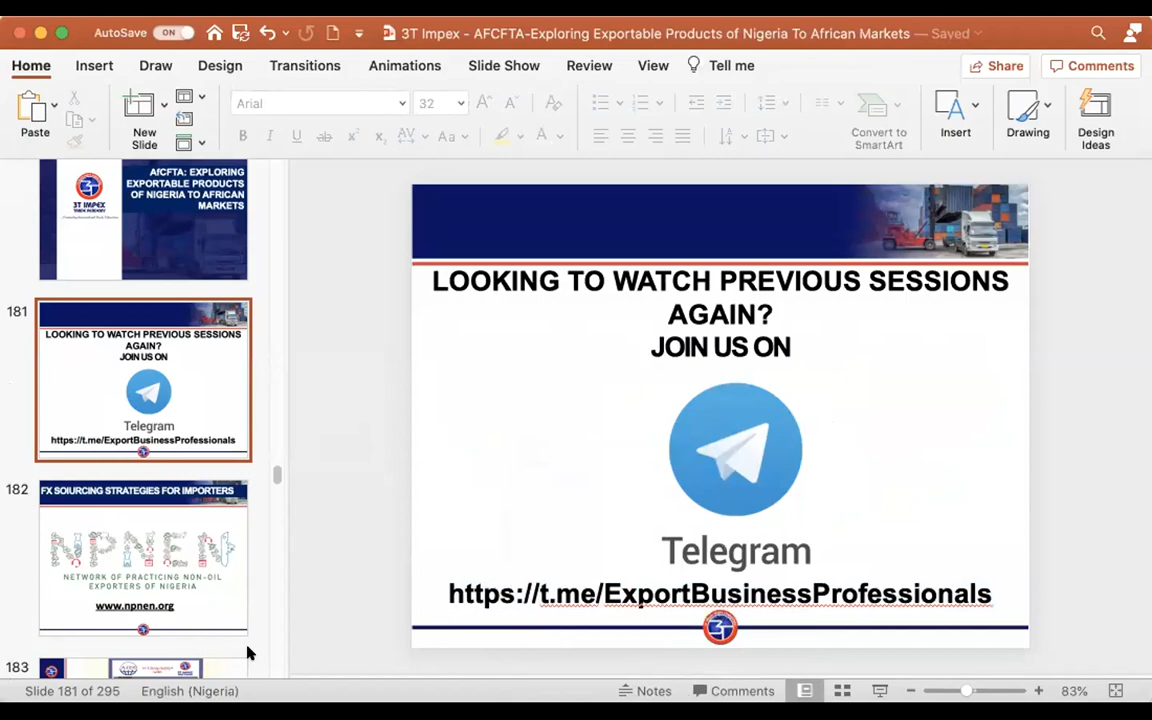 AutoSave ON 3T Impex - AFCFTA-Exploring Exportable Products of Nigeria To African Markets — Saved
Home Insert Draw Design Transitions Animations Slide Show Review View Tell me Share Comments
Paste
New
Slide
Arial 32
Convert to
SmartArt
Insert
Drawing
Design
Ideas
3T IMPEX
TRADE ACADEMY
AfCFTA: EXPLORING
EXPORTABLE PRODUCTS
OF NIGERIA TO AFRICAN
MARKETS
181
LOOKING TO WATCH PREVIOUS SESSIONS
AGAIN?
JOIN US ON
Telegram
https://t.me/ExportBusinessProfessionals
182
FX SOIURCING STRATEGIES FOR IMPORTERS
NPNEN
NETWORK OF PRACTICING NON-OIL
EXPORTERS OF NIGERIA
www.npnen.org
183
LOOKING TO WATCH PREVIOUS SESSIONS
AGAIN?
JOIN US ON
Telegram
https://t.me/ExportBusinessProfessionals
3T
Slide 181 of 295 English (Nigeria) Notes Comments 83%